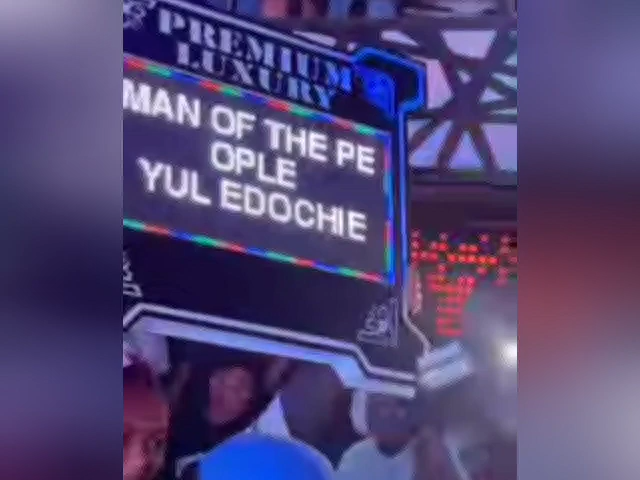 PREMIUM
LUXURY
MAN OF THE PE
OPLE
YUL EDOCHIE